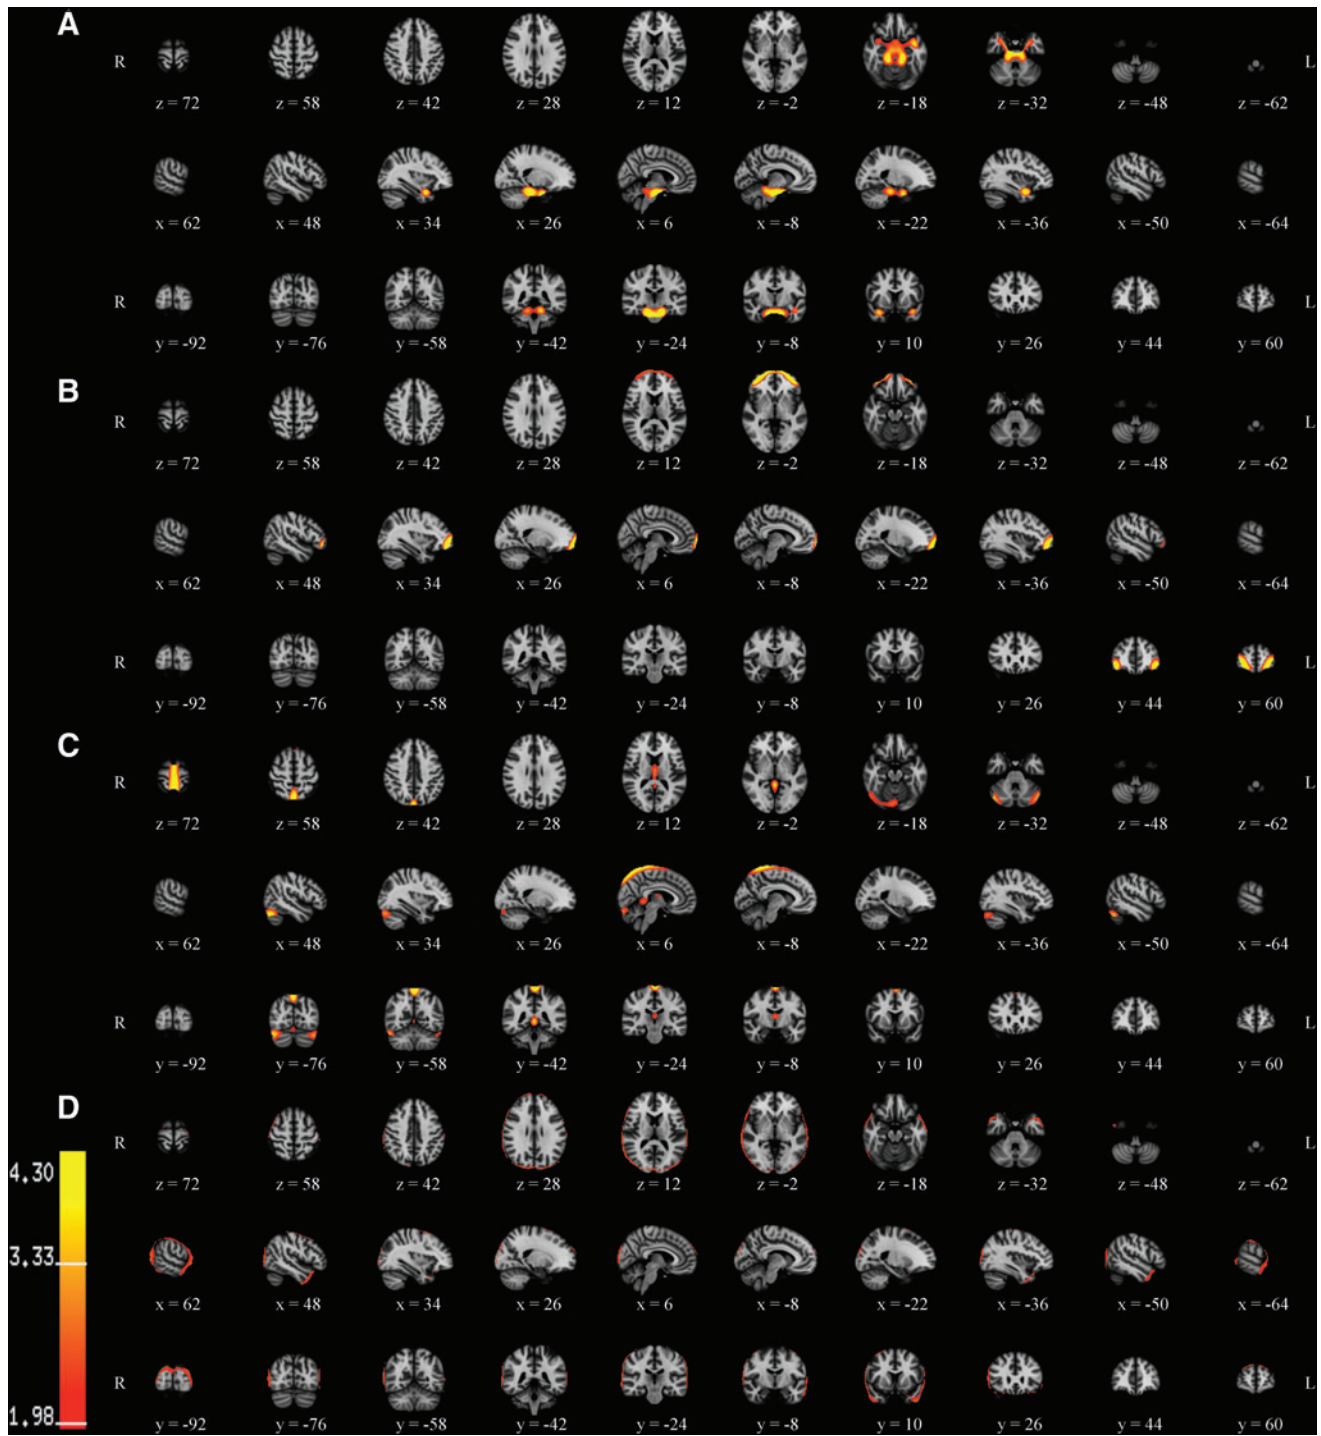 A
R L
z = 72 z = 58 z = 42 z = 28 z = 12 z = -2 z = -18 z = -32 z = -48 z = -62
x = 62 x = 48 x = 34 x = 26 x = 6 x = -8 x = -22 x = -36 x = -50 x = -64
R L
y = -92 y = -76 y = -58 y = -42 y = -24 y = -8 y = 10 y = 26 y = 44 y = 60
B
R L
z = 72 z = 58 z = 42 z = 28 z = 12 z = -2 z = -18 z = -32 z = -48 z = -62
x = 62 x = 48 x = 34 x = 26 x = 6 x = -8 x = -22 x = -36 x = -50 x = -64
R L
y = -92 y = -76 y = -58 y = -42 y = -24 y = -8 y = 10 y = 26 y = 44 y = 60
C
R L
z = 72 z = 58 z = 42 z = 28 z = 12 z = -2 z = -18 z = -32 z = -48 z = -62
x = 62 x = 48 x = 34 x = 26 x = 6 x = -8 x = -22 x = -36 x = -50 x = -64
R L
y = -92 y = -76 y = -58 y = -42 y = -24 y = -8 y = 10 y = 26 y = 44 y = 60
D
R L
4.30
z = 72 z = 58 z = 42 z = 28 z = 12 z = -2 z = -18 z = -32 z = -48 z = -62
3.33
x = 62 x = 48 x = 34 x = 26 x = 6 x = -8 x = -22 x = -36 x = -50 x = -64
R L
1.98
y = -92 y = -76 y = -58 y = -42 y = -24 y = -8 y = 10 y = 26 y = 44 y = 60